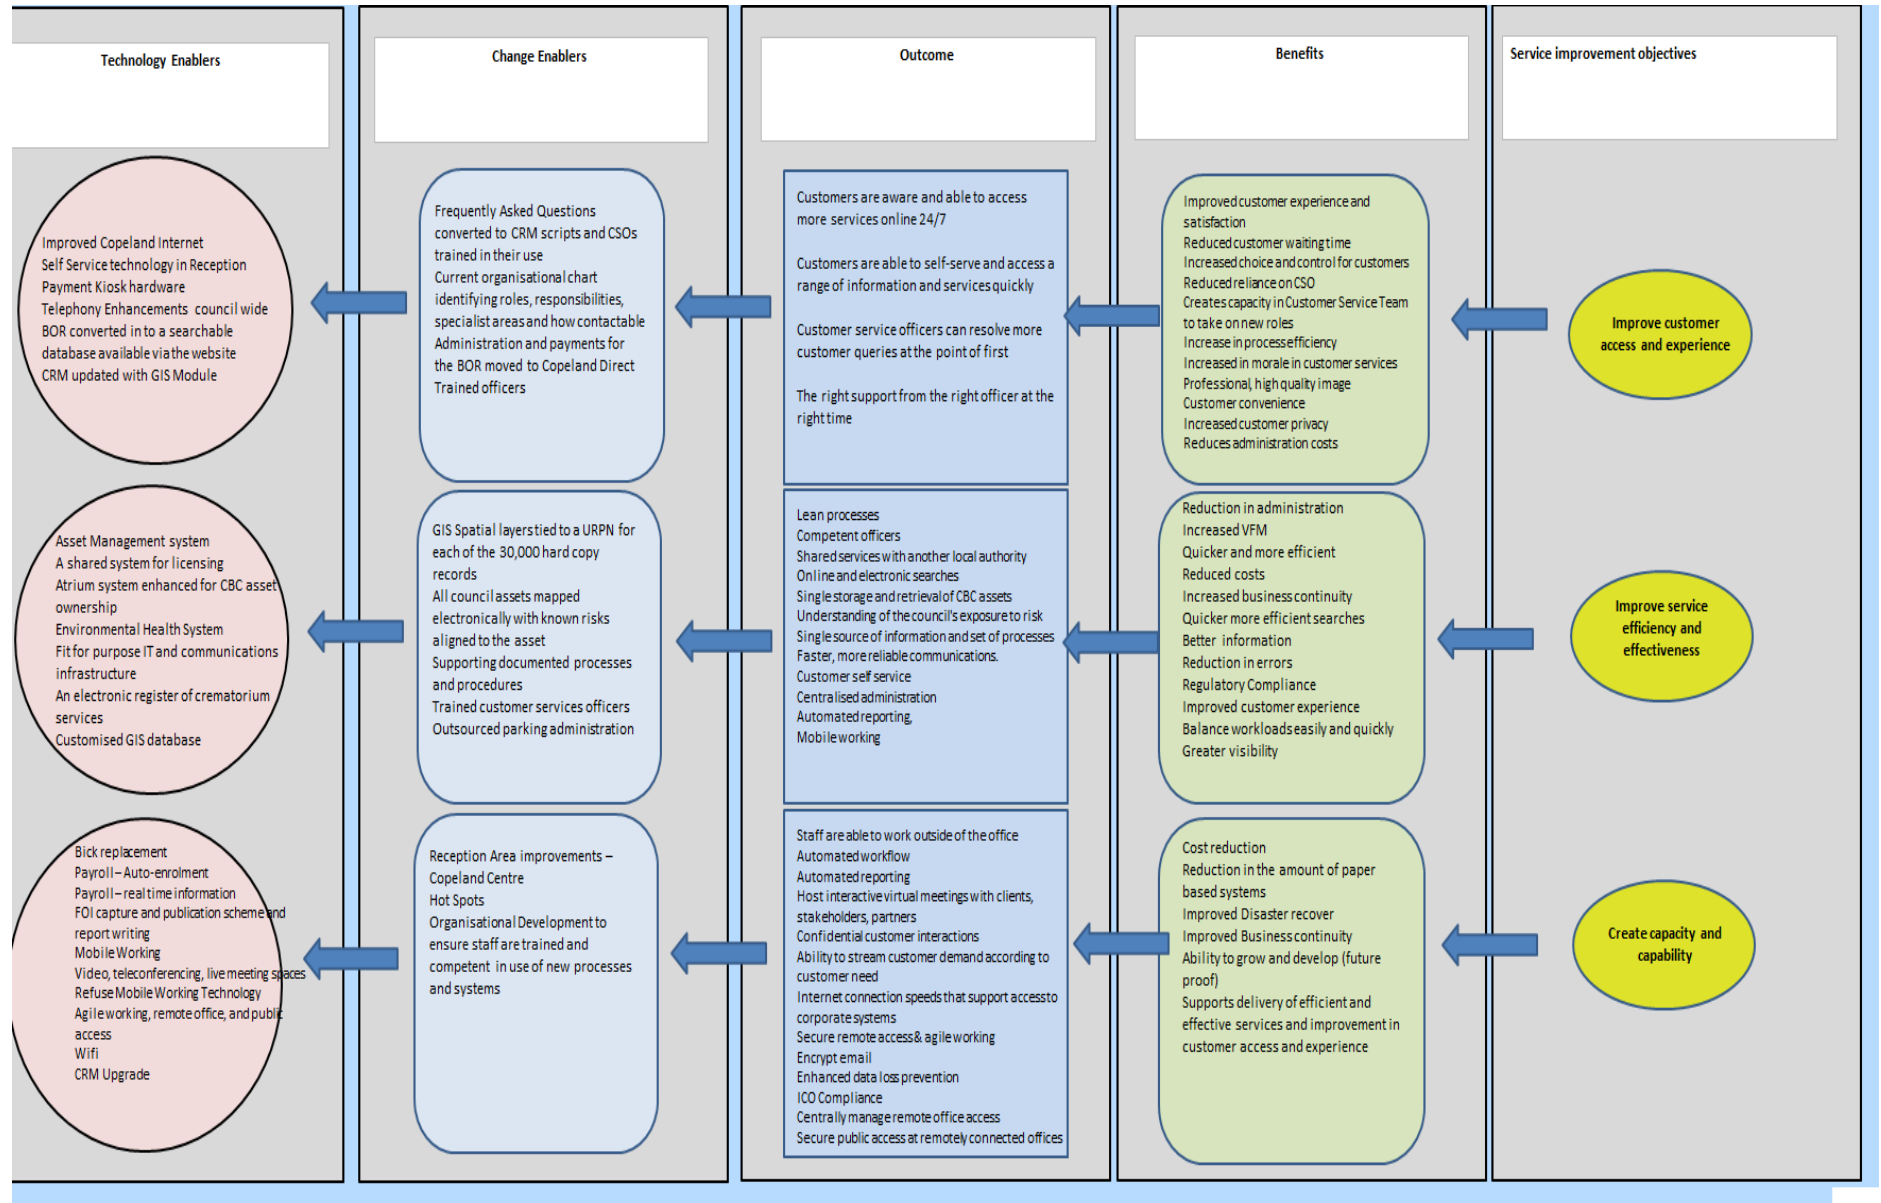 Technology Enablers
Change Enablers
Outcome
Benefits
Service improvement objectives
Improved Copeland Internet
Self Service technology in Reception
Payment Kiosk hardware
Telephony Enhancements council wide
BOR converted in to a searchable
database available via the website
CRM updated with GIS Module
Frequently Asked Questions
converted to CRM scripts and CSOs
trained in their use
Current organisational chart
identifying roles, responsibilities,
specialist areas and how contactable
Administration and payments for
the BOR moved to Copeland Direct
Trained officers
Customers are aware and able to access
more services online 24/7
Customers are able to self-serve and access a
range of information and services quickly
Customer service officers can resolve more
customer queries at the point of first
The right support from the right officer at the
right time
Improved customer experience and
satisfaction
Reduced customer waiting time
Increased choice and control for customers
Reduced reliance on CSO
Creates capacity in Customer Service Team
to take on new roles
Increase in process efficiency
Increased in morale in customer services
Professional, high quality image
Customer convenience
Increased customer privacy
Reduces administration costs
Improve customer
access and experience
Asset Management system
A shared system for licensing
Atrium system enhanced for CBC asset
ownership
Environmental Health System
Fit for purpose IT and communications
infrastructure
An electronic register of crematorium
services
Customised GIS database
GIS Spatial layers tied to a URPN for
each of the 30,000 hard copy
records
All council assets mapped
electronically with known risks
aligned to the asset
Supporting documented processes
and procedures
Trained customer services officers
Outsourced parking administration
Lean processes
Competent officers
Shared services with another local authority
Online and electronic searches
Single storage and retrieval of CBC assets
Understanding of the council's exposure to risk
Single source of information and set of processes
Faster, more reliable communications.
Customer self service
Centralised administration
Automated reporting,
Mobile working
Reduction in administration
Increased VFM
Quicker and more efficient
Reduced costs
Increased business continuity
Quicker more efficient searches
Better information
Reduction in errors
Regulatory Compliance
Improved customer experience
Balance workloads easily and quickly
Greater visibility
Improve service
efficiency and
effectiveness
Bick replacement
Payroll – Auto-enrolment
Payroll – real time information
FOI capture and publication scheme and
report writing
Mobile Working
Video, teleconferencing, live meeting spaces
Refuse Mobile Working Technology
Agile working, remote office, and public
access
Wifi
CRM Upgrade
Reception Area improvements –
Copeland Centre
Hot Spots
Organisational Development to
ensure staff are trained and
competent in use of new processes
and systems
Staff are able to work outside of the office
Automated workflow
Automated reporting
Host interactive virtual meetings with clients,
stakeholders, partners
Confidential customer interactions
Ability to stream customer demand according to
customer need
Internet connection speeds that support access to
corporate systems
Secure remote access & agile working
Encrypt email
Enhanced data loss prevention
ICO Compliance
Centrally manage remote office access
Secure public access at remotely connected offices
Cost reduction
Reduction in the amount of paper
based systems
Improved Disaster recover
Improved Business continuity
Ability to grow and develop (future
proof)
Supports delivery of efficient and
effective services and improvement in
customer access and experience
Create capacity and
capability